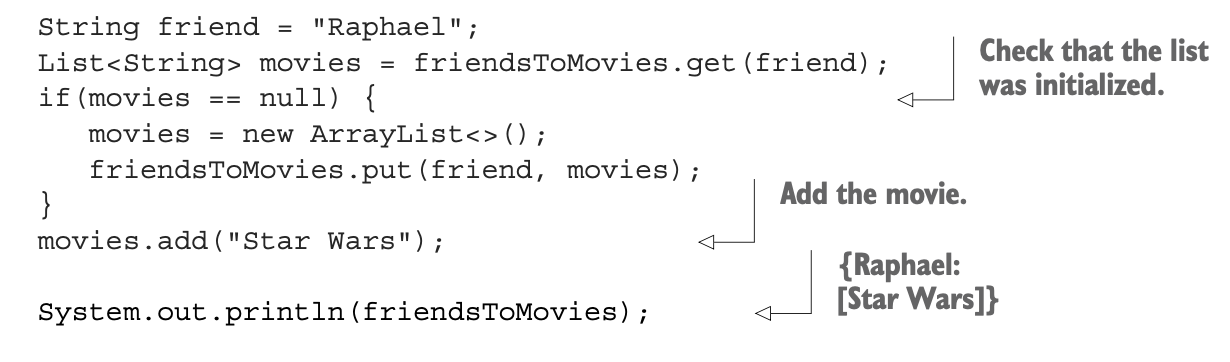 String friend = "Raphael";
List<String> movies = friendsToMovies.get(friend);
if(movies == null) {
   movies = new ArrayList<>();
   friendsToMovies.put(friend, movies);
}
movies.add("Star Wars");
System.out.println(friendsToMovies);
Check that the list
was initialized.
Add the movie.
{Raphael:
[Star Wars]}